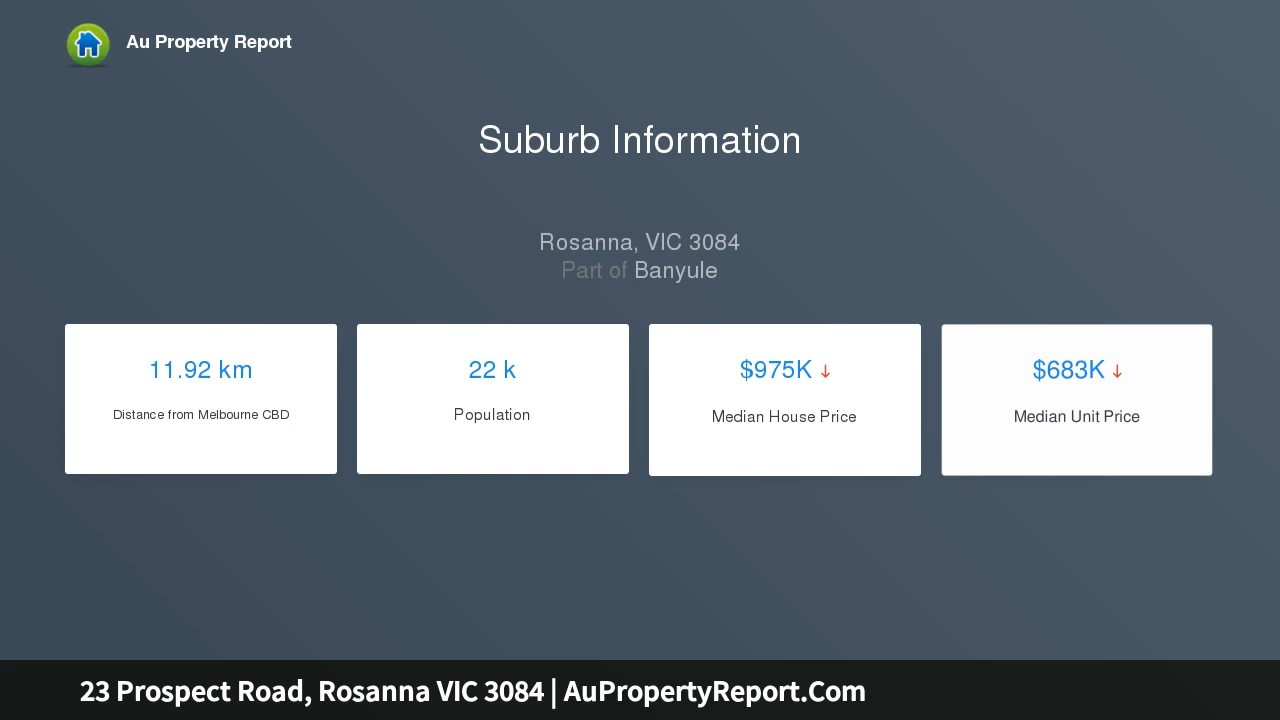 Au Property Report
Suburb Information
Rosanna, VIC 3084
Part of Banyule
11.92 km
Distance from Melbourne CBD
22 k
Population
$975K ↓
Median House Price
$683K ↓
Median Unit Price
23 Prospect Road, Rosanna VIC 3084 | AuPropertyReport.Com